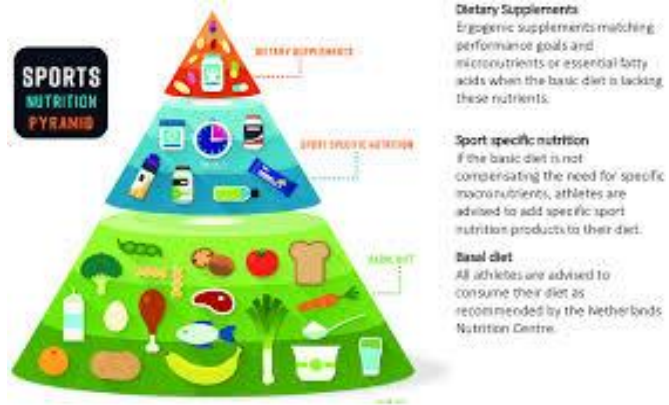 SPORTS
NUTRITION
PYRAMID
DIETARY SUPPLEMENTS
SPORT SPECIFIC NUTRITION
BASAL DIET
Dietary Supplements
Ergogenic supplements matching
performance goals and
micronutrients or essential fatty
acids when the basic diet is lacking
these nutrients.
Sport specific nutrition
If the basic diet is not
compensating the need for specific
macronutrients, athletes are
advised to add specific sport
nutrition products to their diet.
Basal diet
All athletes are advised to
consume their diet as
recommended by the Netherlands
Nutrition Centre.